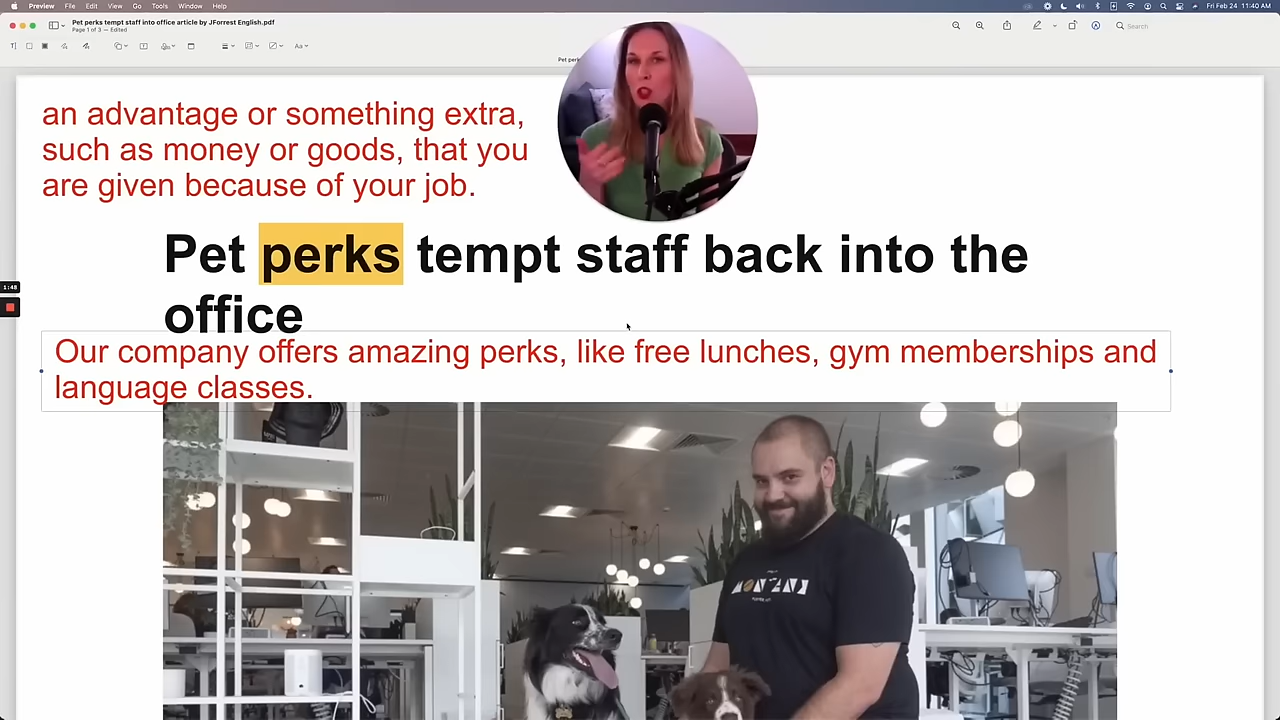 Preview File Edit View Go Tools Window Help
Fri Feb 24 11:40 AM
Pet perks tempt staff into office article by JForrest English.pdf
Page 1 of 3 — Edited
Search
Pet perk
an advantage or something extra,
such as money or goods, that you
are given because of your job.
Pet perks tempt staff back into the
office
1:48
Our company offers amazing perks, like free lunches, gym memberships and
language classes.